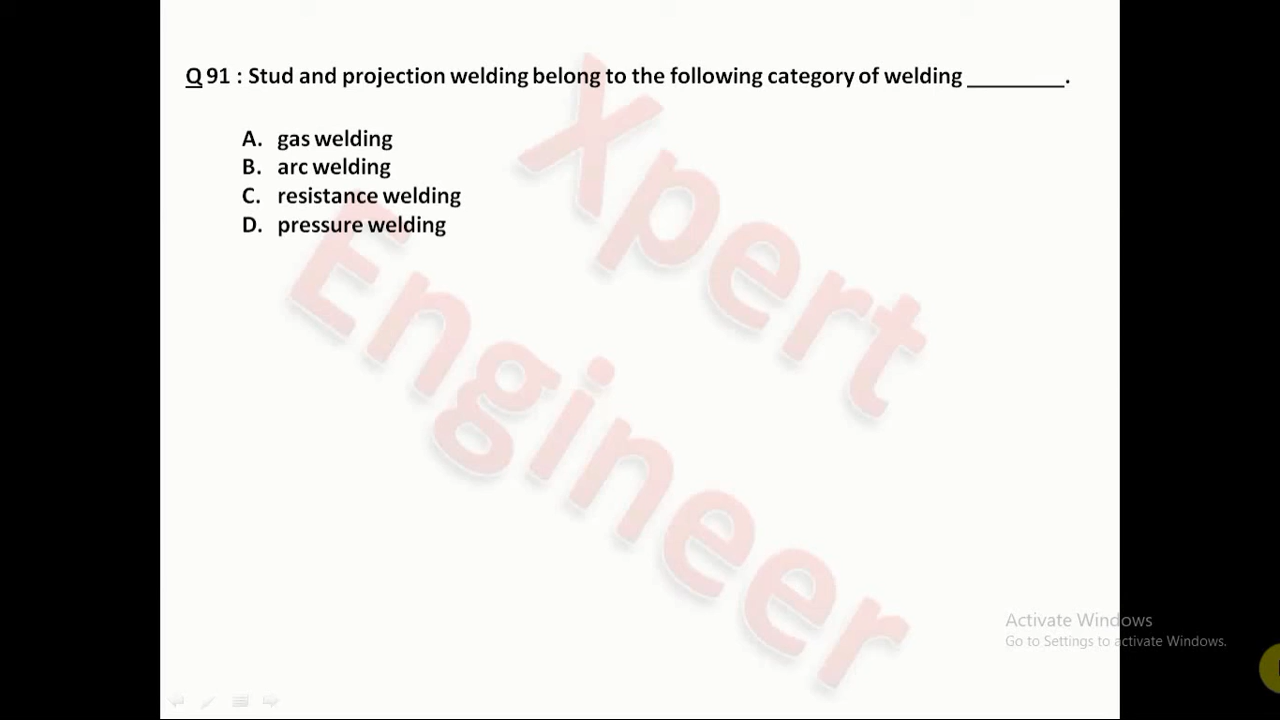 Q 91 : Stud and projection welding belong to the following category of welding ________.
A. gas welding
B. arc welding
C. resistance welding
D. pressure welding
Xpert
Engineer
Activate Windows
Go to Settings to activate Windows.